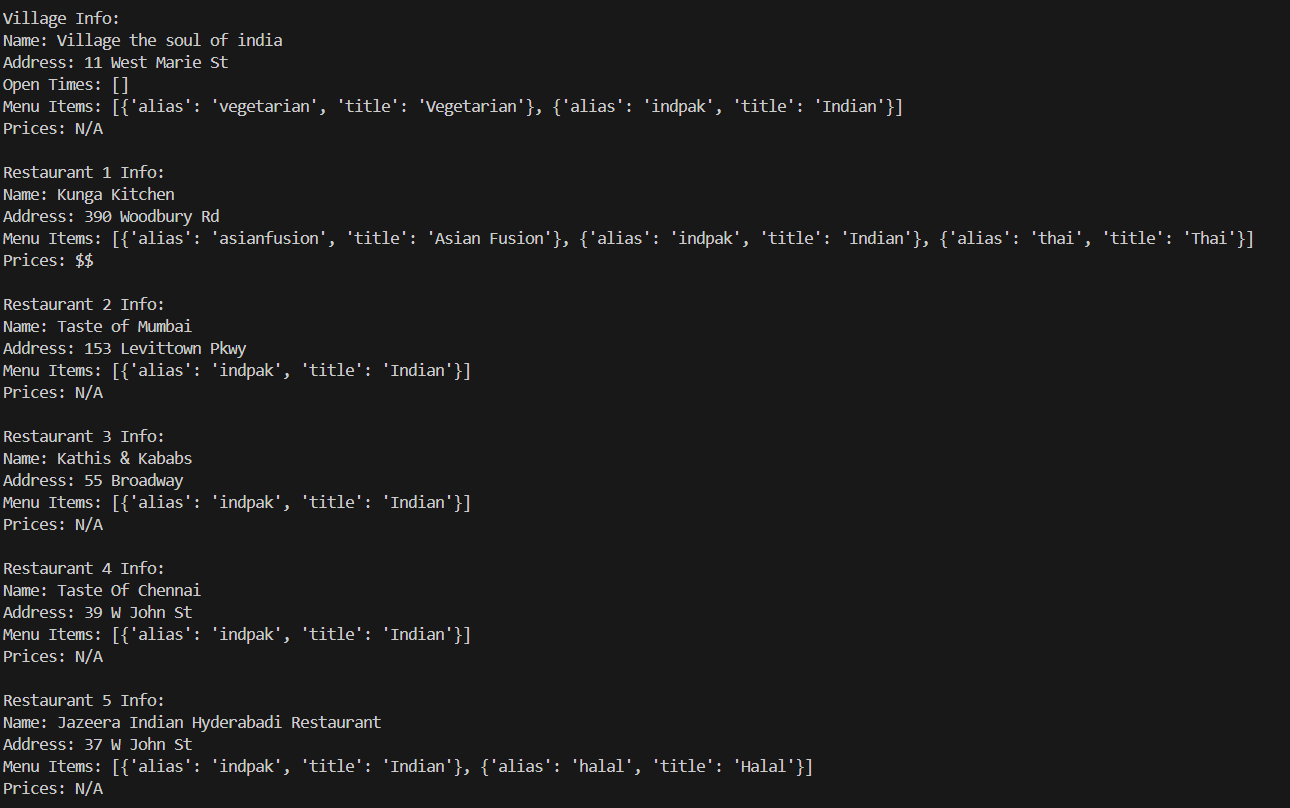 Village Info:
Name: Village the soul of india
Address: 11 West Marie St
Open Times: []
Menu Items: [{'alias': 'vegetarian', 'title': 'Vegetarian'}, {'alias': 'indpak', 'title': 'Indian'}]
Prices: N/A
Restaurant 1 Info:
Name: Kunga Kitchen
Address: 390 Woodbury Rd
Menu Items: [{'alias': 'asianfusion', 'title': 'Asian Fusion'}, {'alias': 'indpak', 'title': 'Indian'}, {'alias': 'thai', 'title': 'Thai'}]
Prices: $$
Restaurant 2 Info:
Name: Taste of Mumbai
Address: 153 Levittown Pkwy
Menu Items: [{'alias': 'indpak', 'title': 'Indian'}]
Prices: N/A
Restaurant 3 Info:
Name: Kathis & Kababs
Address: 55 Broadway
Menu Items: [{'alias': 'indpak', 'title': 'Indian'}]
Prices: N/A
Restaurant 4 Info:
Name: Taste Of Chennai
Address: 39 W John St
Menu Items: [{'alias': 'indpak', 'title': 'Indian'}]
Prices: N/A
Restaurant 5 Info:
Name: Jazeera Indian Hyderabadi Restaurant
Address: 37 W John St
Menu Items: [{'alias': 'indpak', 'title': 'Indian'}, {'alias': 'halal', 'title': 'Halal'}]
Prices: N/A